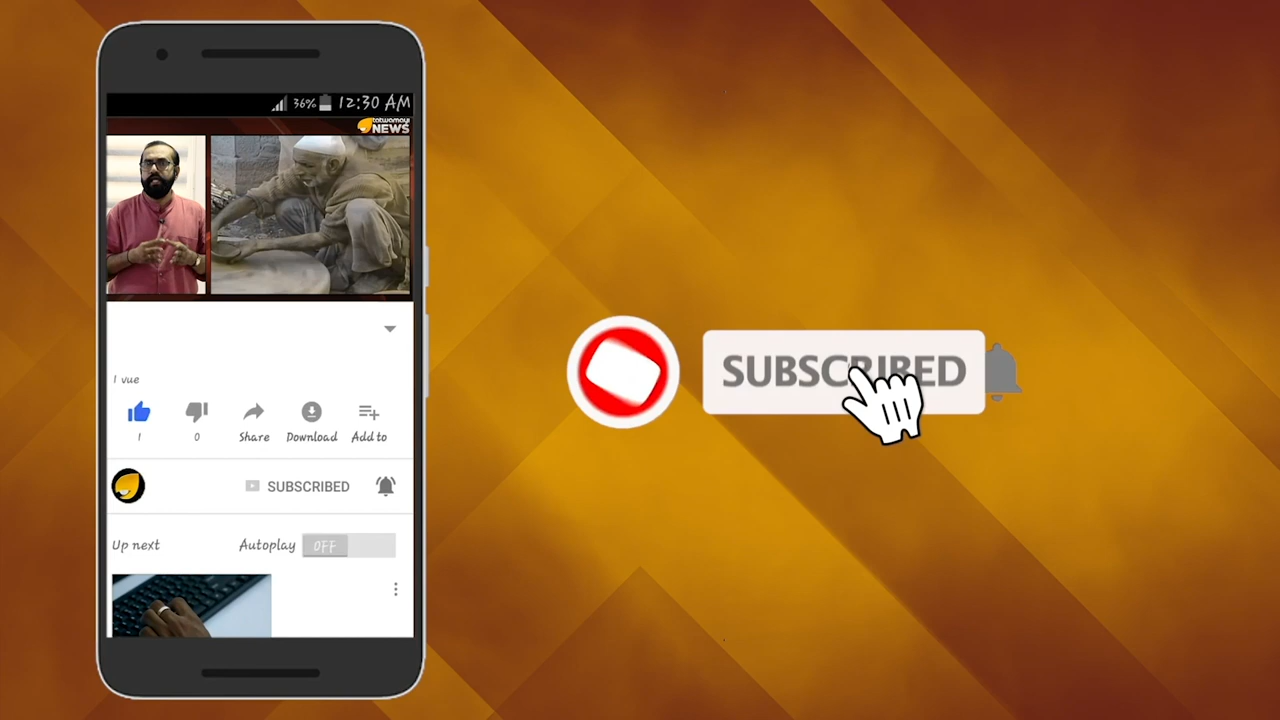 36% 12:30 AM
tatwamayi
NEWS
1 vue
1
0
Share
Download
Add to
SUBSCRIBED
Up next
Autoplay
OFF
SUBSCRIBED